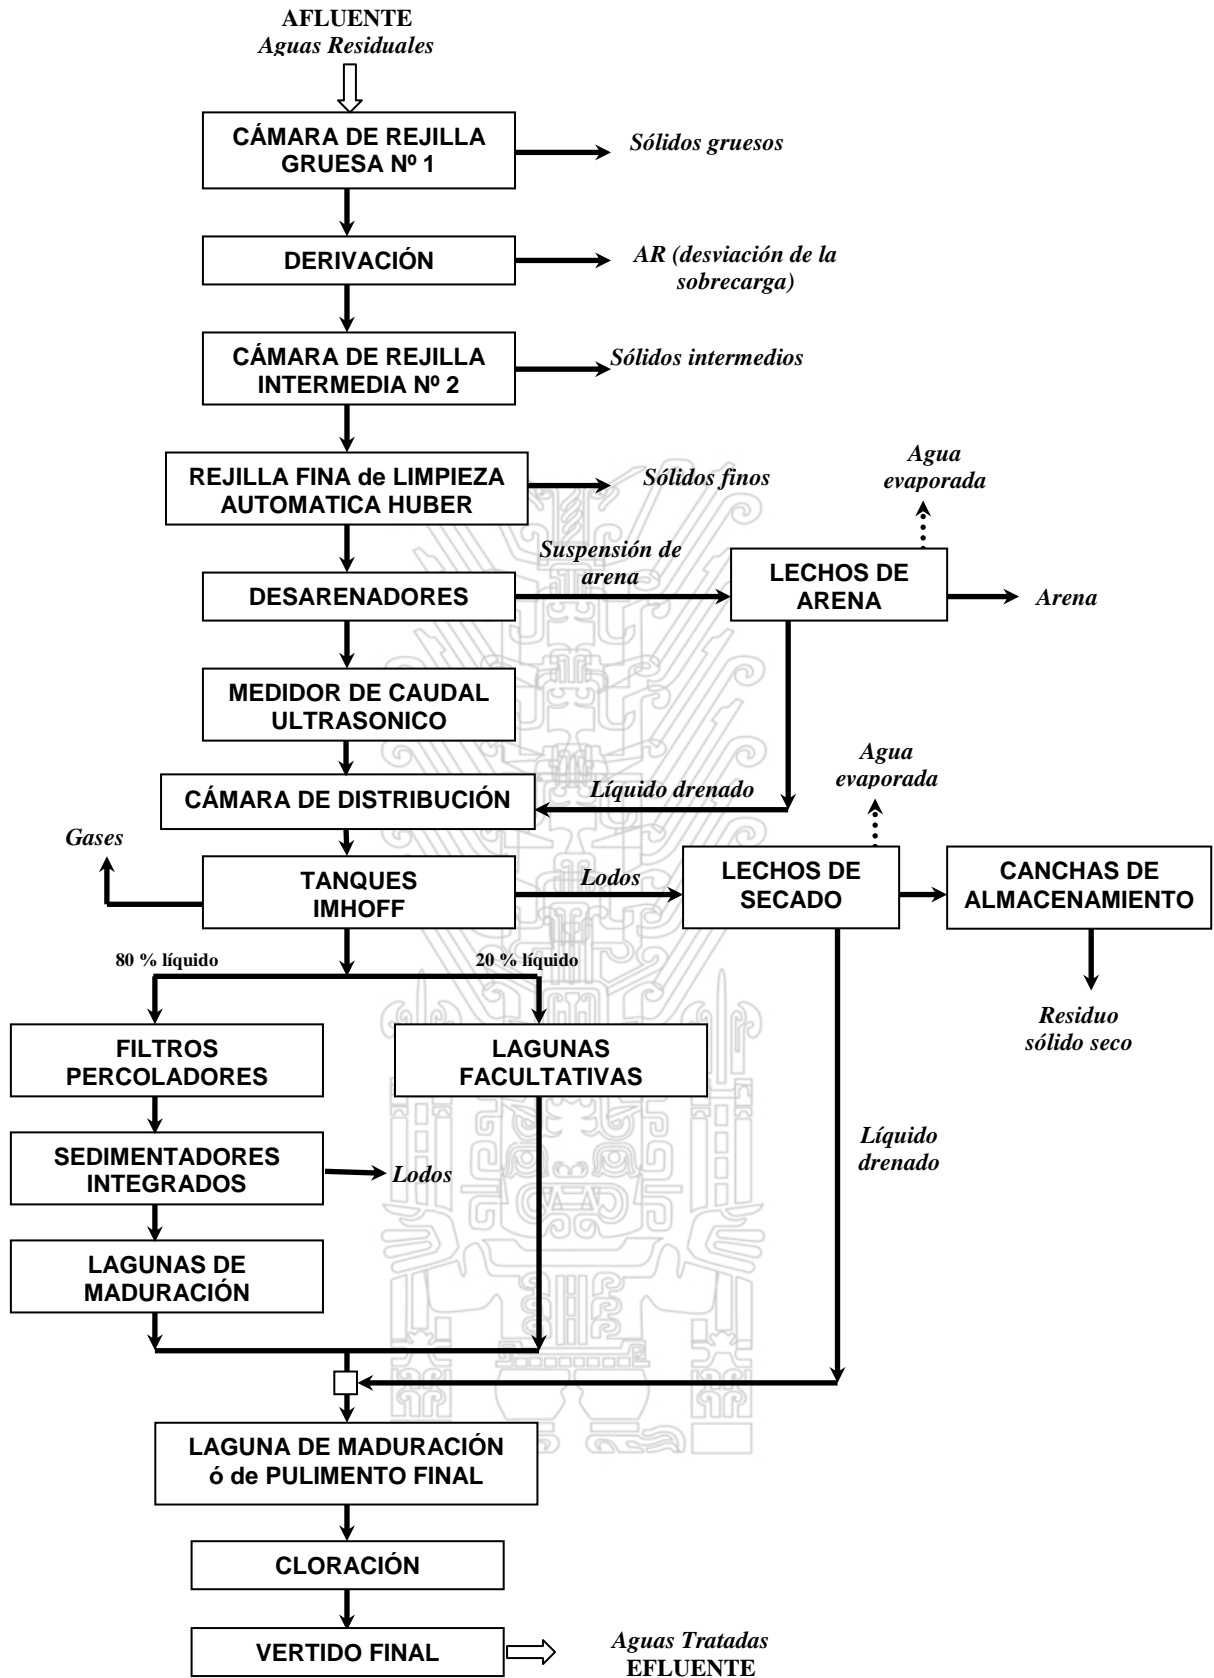 AFLUENTE
Aguas Residuales
CÁMARA DE REJILLA
GRUESA Nº 1
Sólidos gruesos
DERIVACIÓN
AR (desviación de la
sobrecarga)
CÁMARA DE REJILLA
INTERMEDIA Nº 2
Sólidos intermedios
REJILLA FINA de LIMPIEZA
AUTOMATICA HUBER
Sólidos finos
Agua
evaporada
DESARENADORES
Suspensión de
arena
LECHOS DE
ARENA
Arena
MEDIDOR DE CAUDAL
ULTRASONICO
CÁMARA DE DISTRIBUCIÓN
Líquido drenado
Agua
evaporada
Gases
TANQUES
IMHOFF
Lodos
LECHOS DE
SECADO
CANCHAS DE
ALMACENAMIENTO
80 % líquido
20 % líquido
Residuo
sólido seco
FILTROS
PERCOLADORES
LAGUNAS
FACULTATIVAS
SEDIMENTADORES
INTEGRADOS
Lodos
Líquido
drenado
LAGUNAS DE
MADURACIÓN
LAGUNA DE MADURACIÓN
ó de PULIMENTO FINAL
CLORACIÓN
VERTIDO FINAL
Aguas Tratadas
EFLUENTE